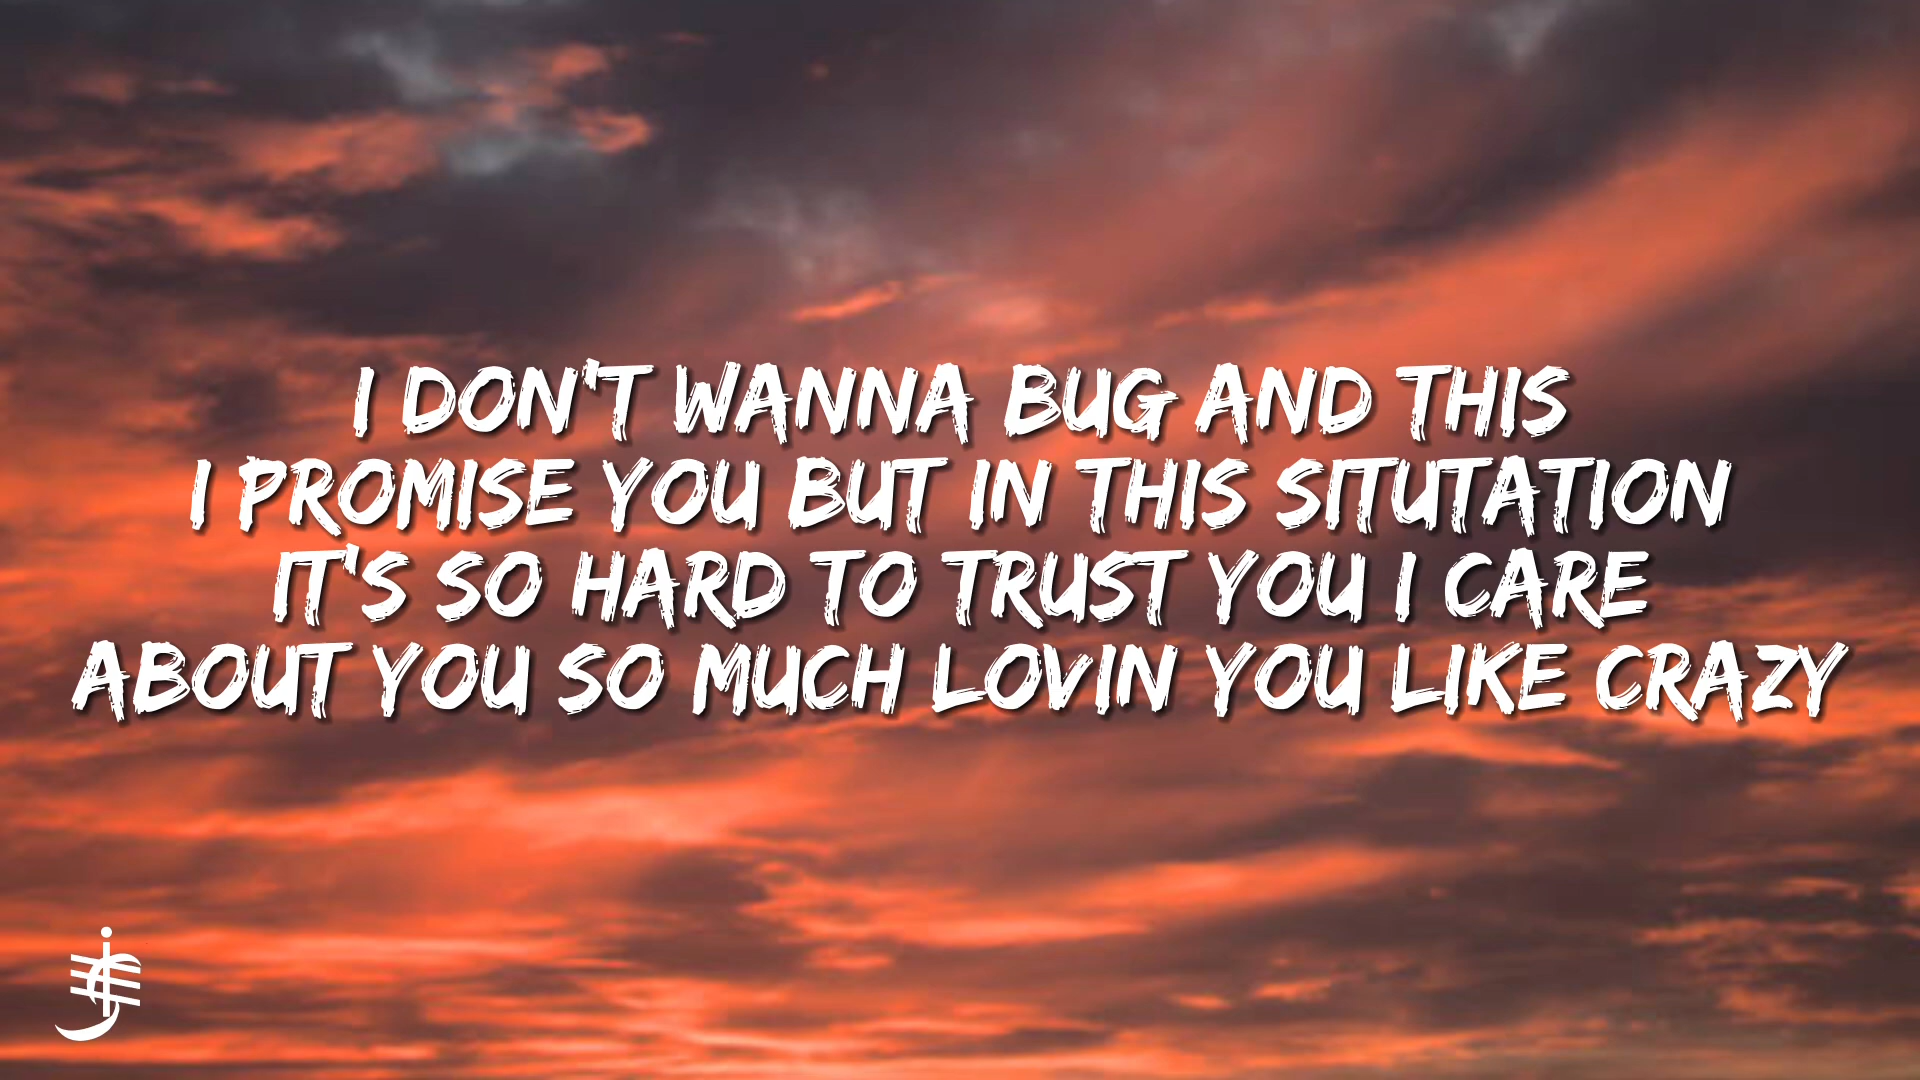 I DON'T WANNA BUG AND THIS
I PROMISE YOU BUT IN THIS SITUTATION
IT'S SO HARD TO TRUST YOU I CARE
ABOUT YOU SO MUCH LOVIN YOU LIKE CRAZY